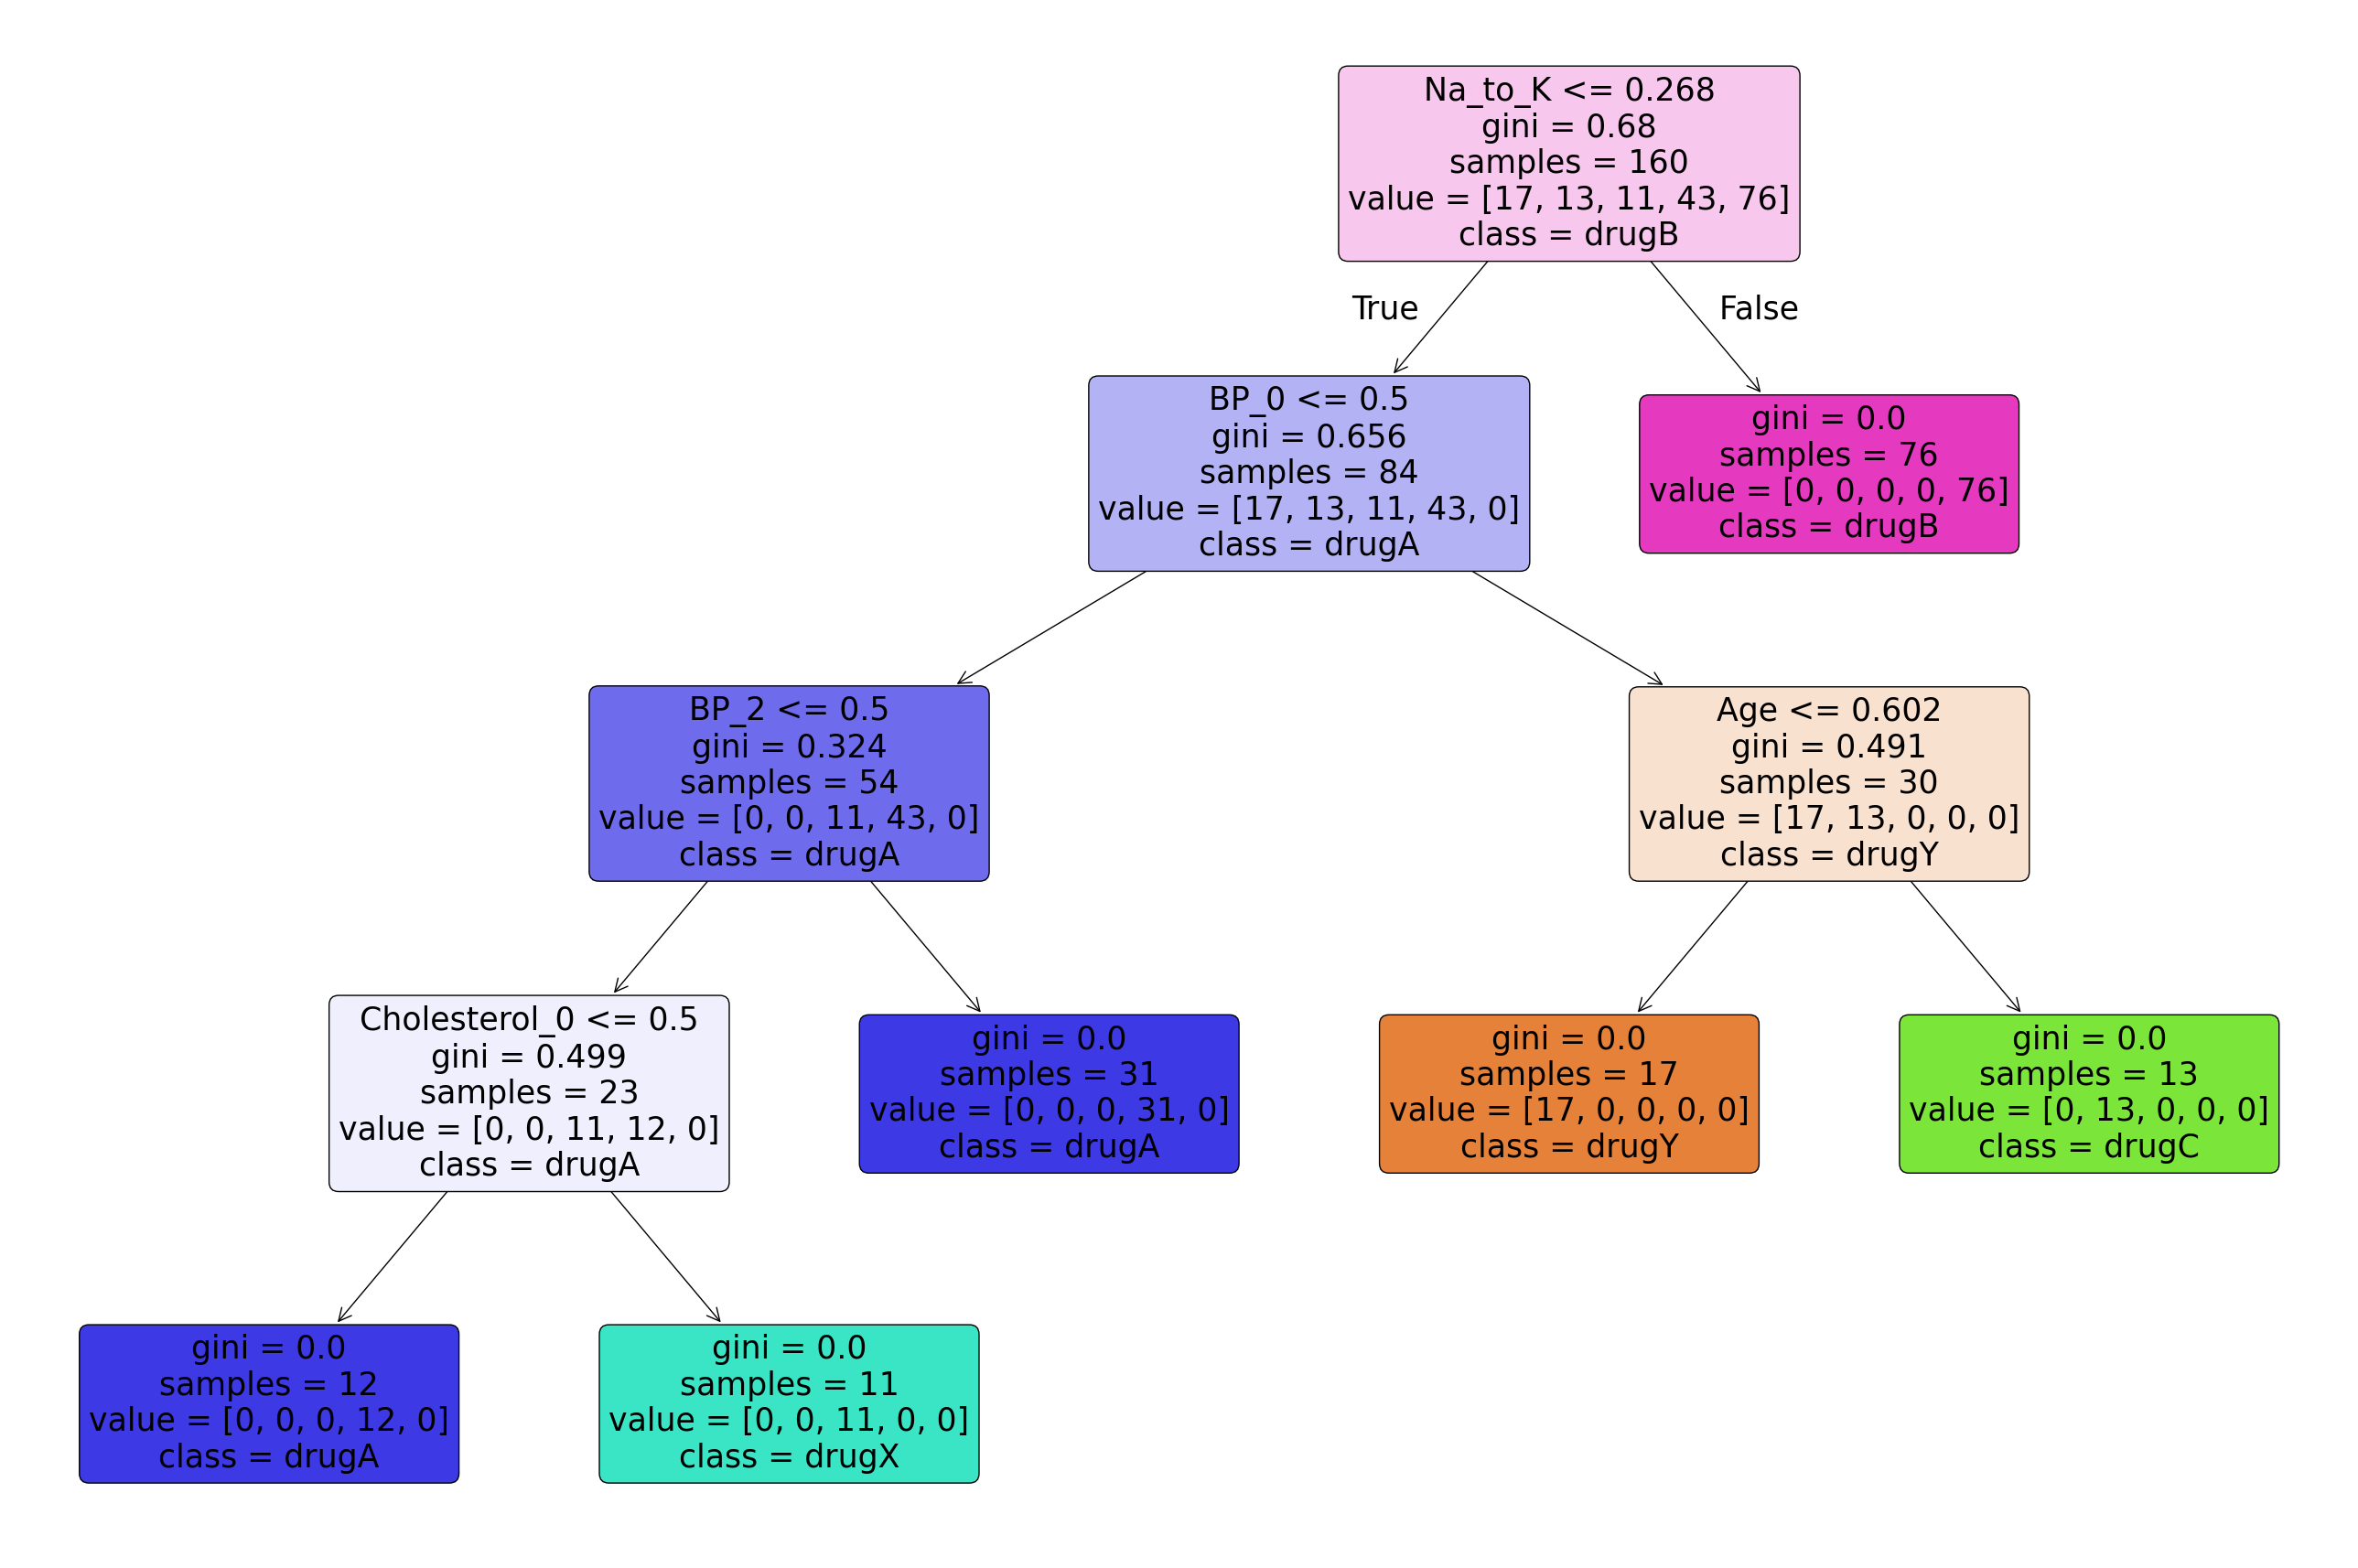 Na_to_K <= 0.268
gini = 0.68
samples = 160
value = [17, 13, 11, 43, 76]
class = drugB
True
False
BP_0 <= 0.5
gini = 0.656
samples = 84
value = [17, 13, 11, 43, 0]
class = drugA
gini = 0.0
samples = 76
value = [0, 0, 0, 0, 76]
class = drugB
BP_2 <= 0.5
gini = 0.324
samples = 54
value = [0, 0, 11, 43, 0]
class = drugA
Age <= 0.602
gini = 0.491
samples = 30
value = [17, 13, 0, 0, 0]
class = drugY
Cholesterol_0 <= 0.5
gini = 0.499
samples = 23
value = [0, 0, 11, 12, 0]
class = drugA
gini = 0.0
samples = 31
value = [0, 0, 0, 31, 0]
class = drugA
gini = 0.0
samples = 17
value = [17, 0, 0, 0, 0]
class = drugY
gini = 0.0
samples = 13
value = [0, 13, 0, 0, 0]
class = drugC
gini = 0.0
samples = 12
value = [0, 0, 0, 12, 0]
class = drugA
gini = 0.0
samples = 11
value = [0, 0, 11, 0, 0]
class = drugX